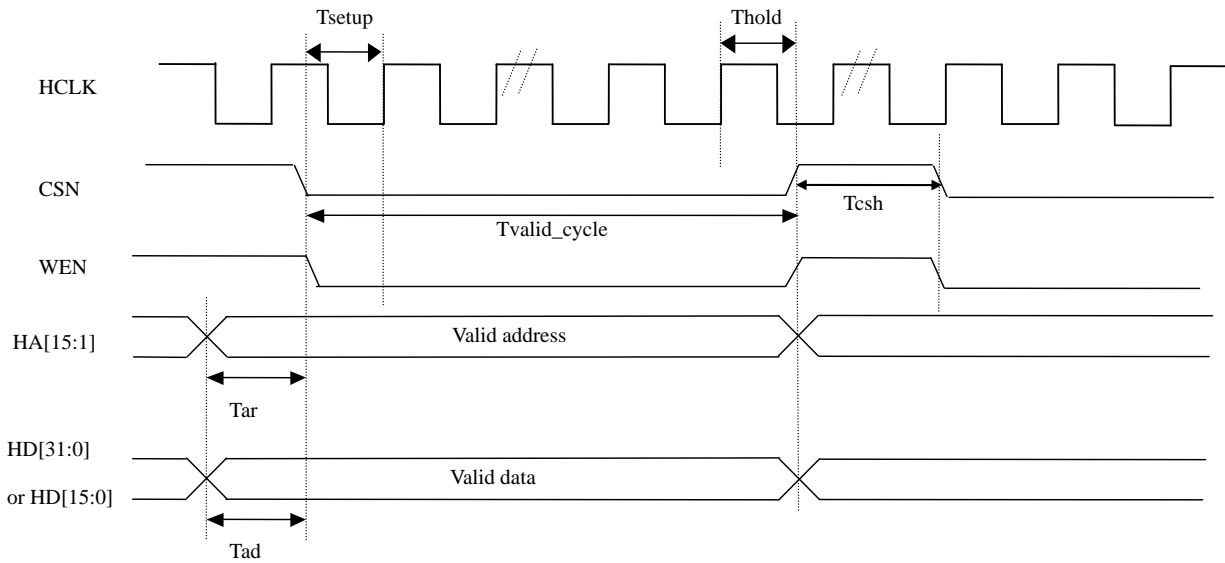 Tsetup
Thold
HCLK
CSN
Tcsh
Tvalid_cycle
WEN
HA[15:1]
Valid address
Tar
HD[31:0]
Valid data
or HD[15:0]
Tad